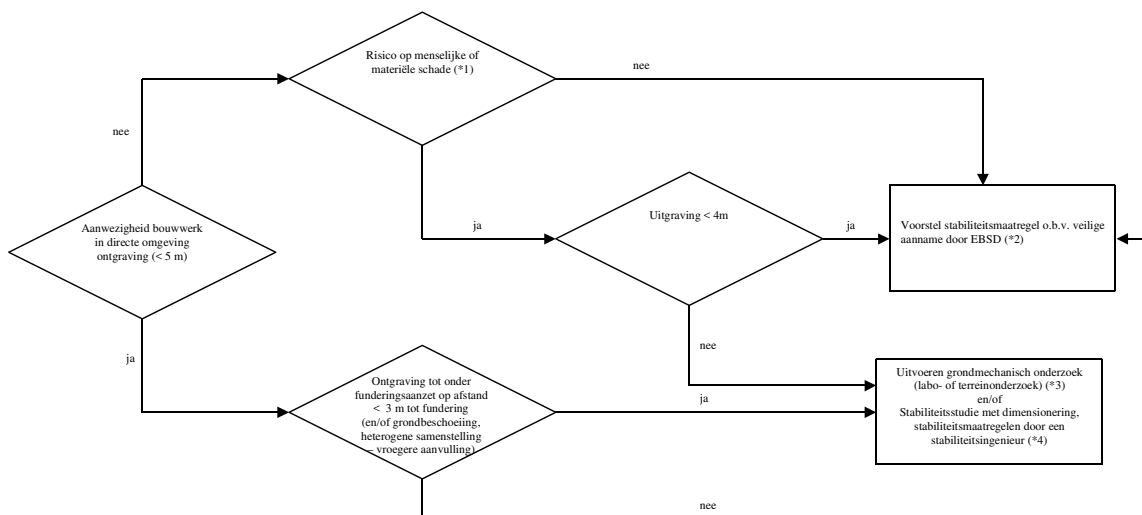 Risico op menselijke of
materiële schade (*1)
nee
nee
Aanwezigheid bouwwerk
in directe omgeving
ontgraving (< 5 m)
ja
Uitgraving < 4m
ja
Voorstel stabiliteitsmaatregel o.b.v. veilige
aanname door EBSD (*2)
ja
nee
Ontgraving tot onder
funderingsaanzet op afstand
< 3 m tot fundering
(en/of grondbeschoeiing,
heterogene samenstelling
– vroegere aanvulling)
ja
Uitvoeren grondmechanisch onderzoek
(labo- of terreinonderzoek) (*3)
en/of
Stabiliteitsstudie met dimensionering,
stabiliteitsmaatregelen door een
stabiliteitsingenieur (*4)
nee